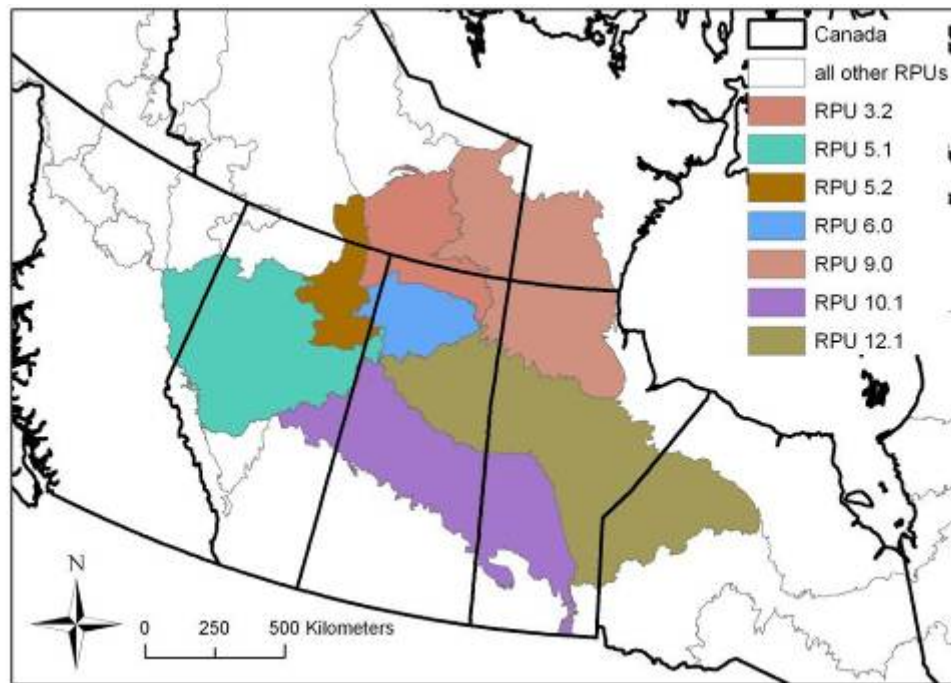 Canada
all other RPUs
RPU 3.2
RPU 5.1
RPU 5.2
RPU 6.0
RPU 9.0
RPU 10.1
RPU 12.1
N
0 250 500 Kilometers